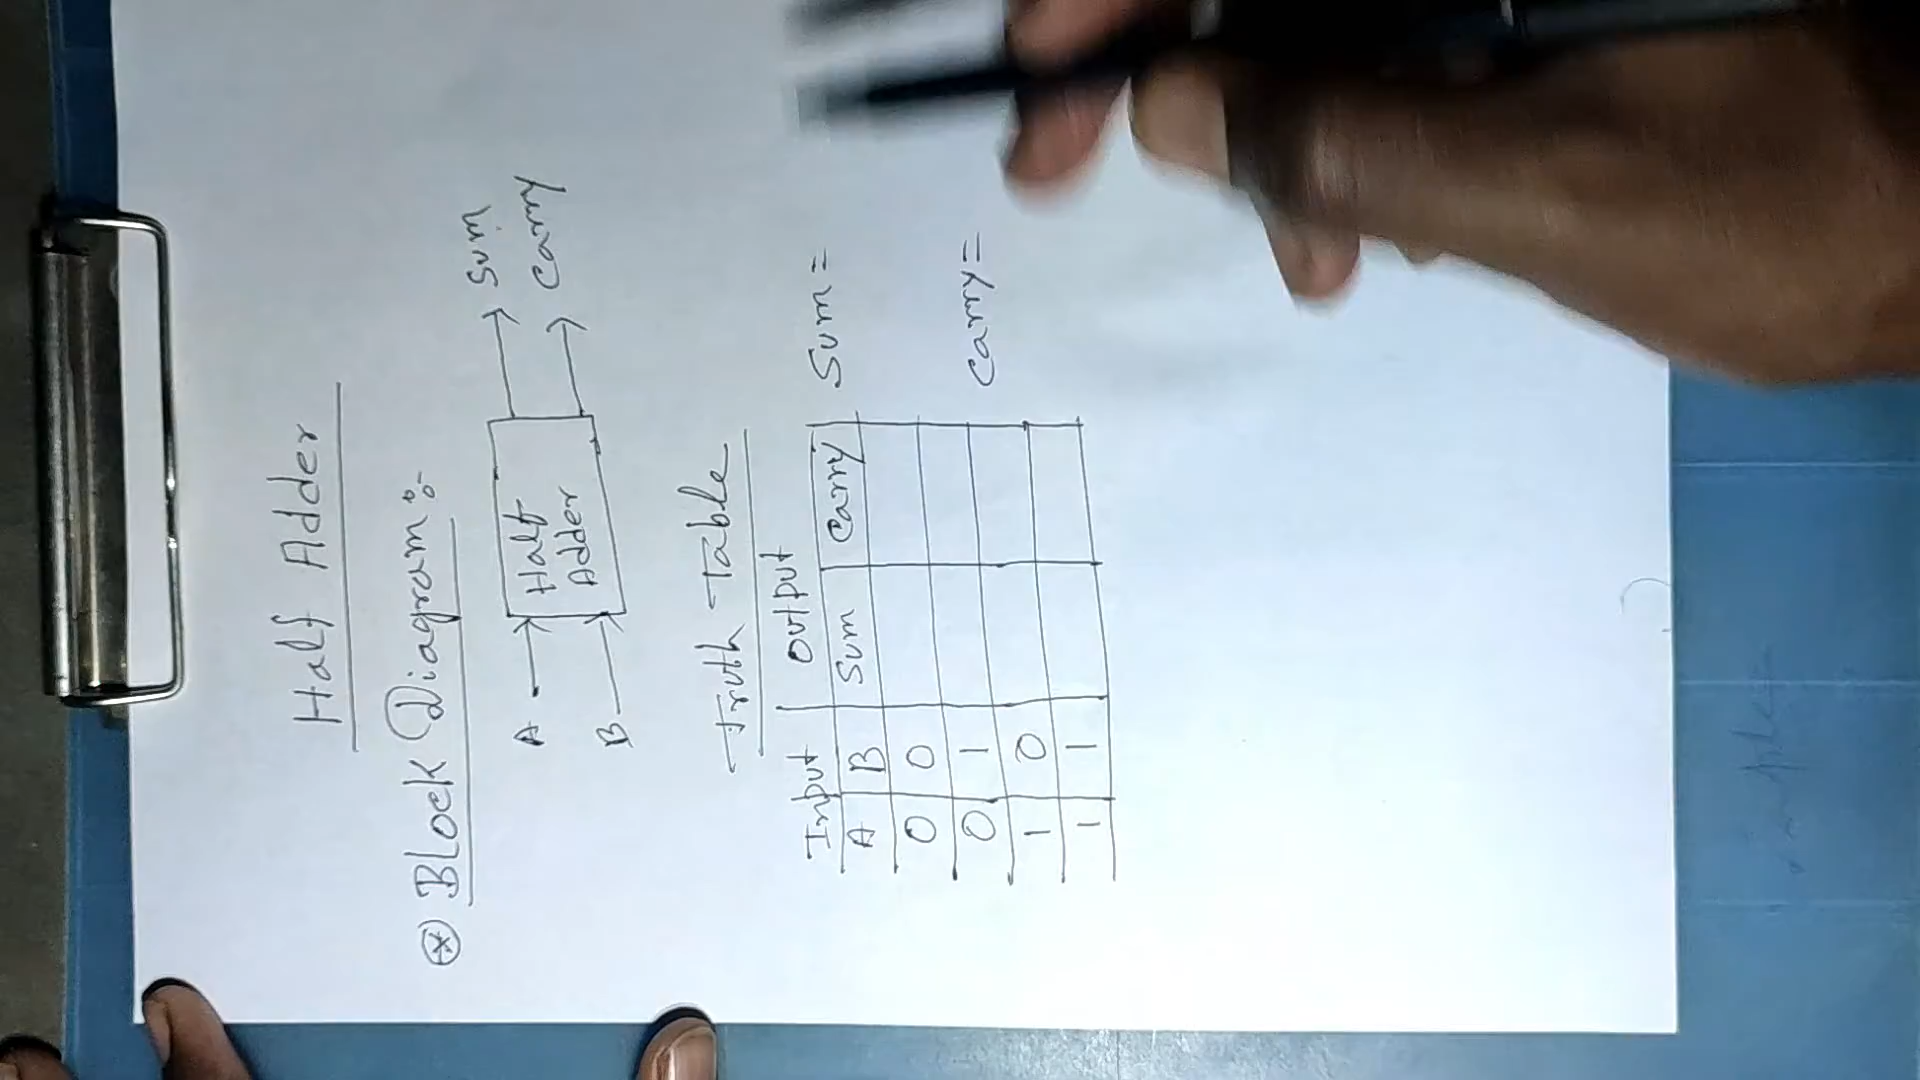 Half Adder
* Block Diagram:-
A Half Adder Sum
B Carry
Truth Table
Input Output
A B Sum Carry Sum =
0 0
0 1 Carry =
1 0
1 1